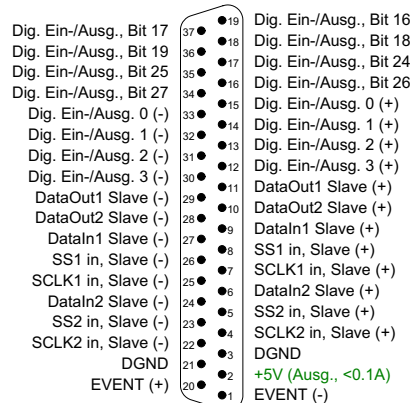 Dig. Ein-/Ausg., Bit 17 37 19 Dig. Ein-/Ausg., Bit 16
Dig. Ein-/Ausg., Bit 19 36 18 Dig. Ein-/Ausg., Bit 18
Dig. Ein-/Ausg., Bit 25 35 17 Dig. Ein-/Ausg., Bit 24
Dig. Ein-/Ausg., Bit 27 34 16 Dig. Ein-/Ausg., Bit 26
Dig. Ein-/Ausg. 0 (-) 33 15 Dig. Ein-/Ausg. 0 (+)
Dig. Ein-/Ausg. 1 (-) 32 14 Dig. Ein-/Ausg. 1 (+)
Dig. Ein-/Ausg. 2 (-) 31 13 Dig. Ein-/Ausg. 2 (+)
Dig. Ein-/Ausg. 3 (-) 30 12 Dig. Ein-/Ausg. 3 (+)
DataOut1 Slave (-) 29 11 DataOut1 Slave (+)
DataOut2 Slave (-) 28 10 DataOut2 Slave (+)
DataIn1 Slave (-) 27 9 DataIn1 Slave (+)
SS1 in, Slave (-) 26 8 SS1 in, Slave (+)
SCLK1 in, Slave (-) 25 7 SCLK1 in, Slave (+)
DataIn2 Slave (-) 24 6 DataIn2 Slave (+)
SS2 in, Slave (-) 23 5 SS2 in, Slave (+)
SCLK2 in, Slave (-) 22 4 SCLK2 in, Slave (+)
DGND 21 3 DGND
EVENT (+) 20 2 +5V (Ausg., <0.1A)
1 EVENT (-)